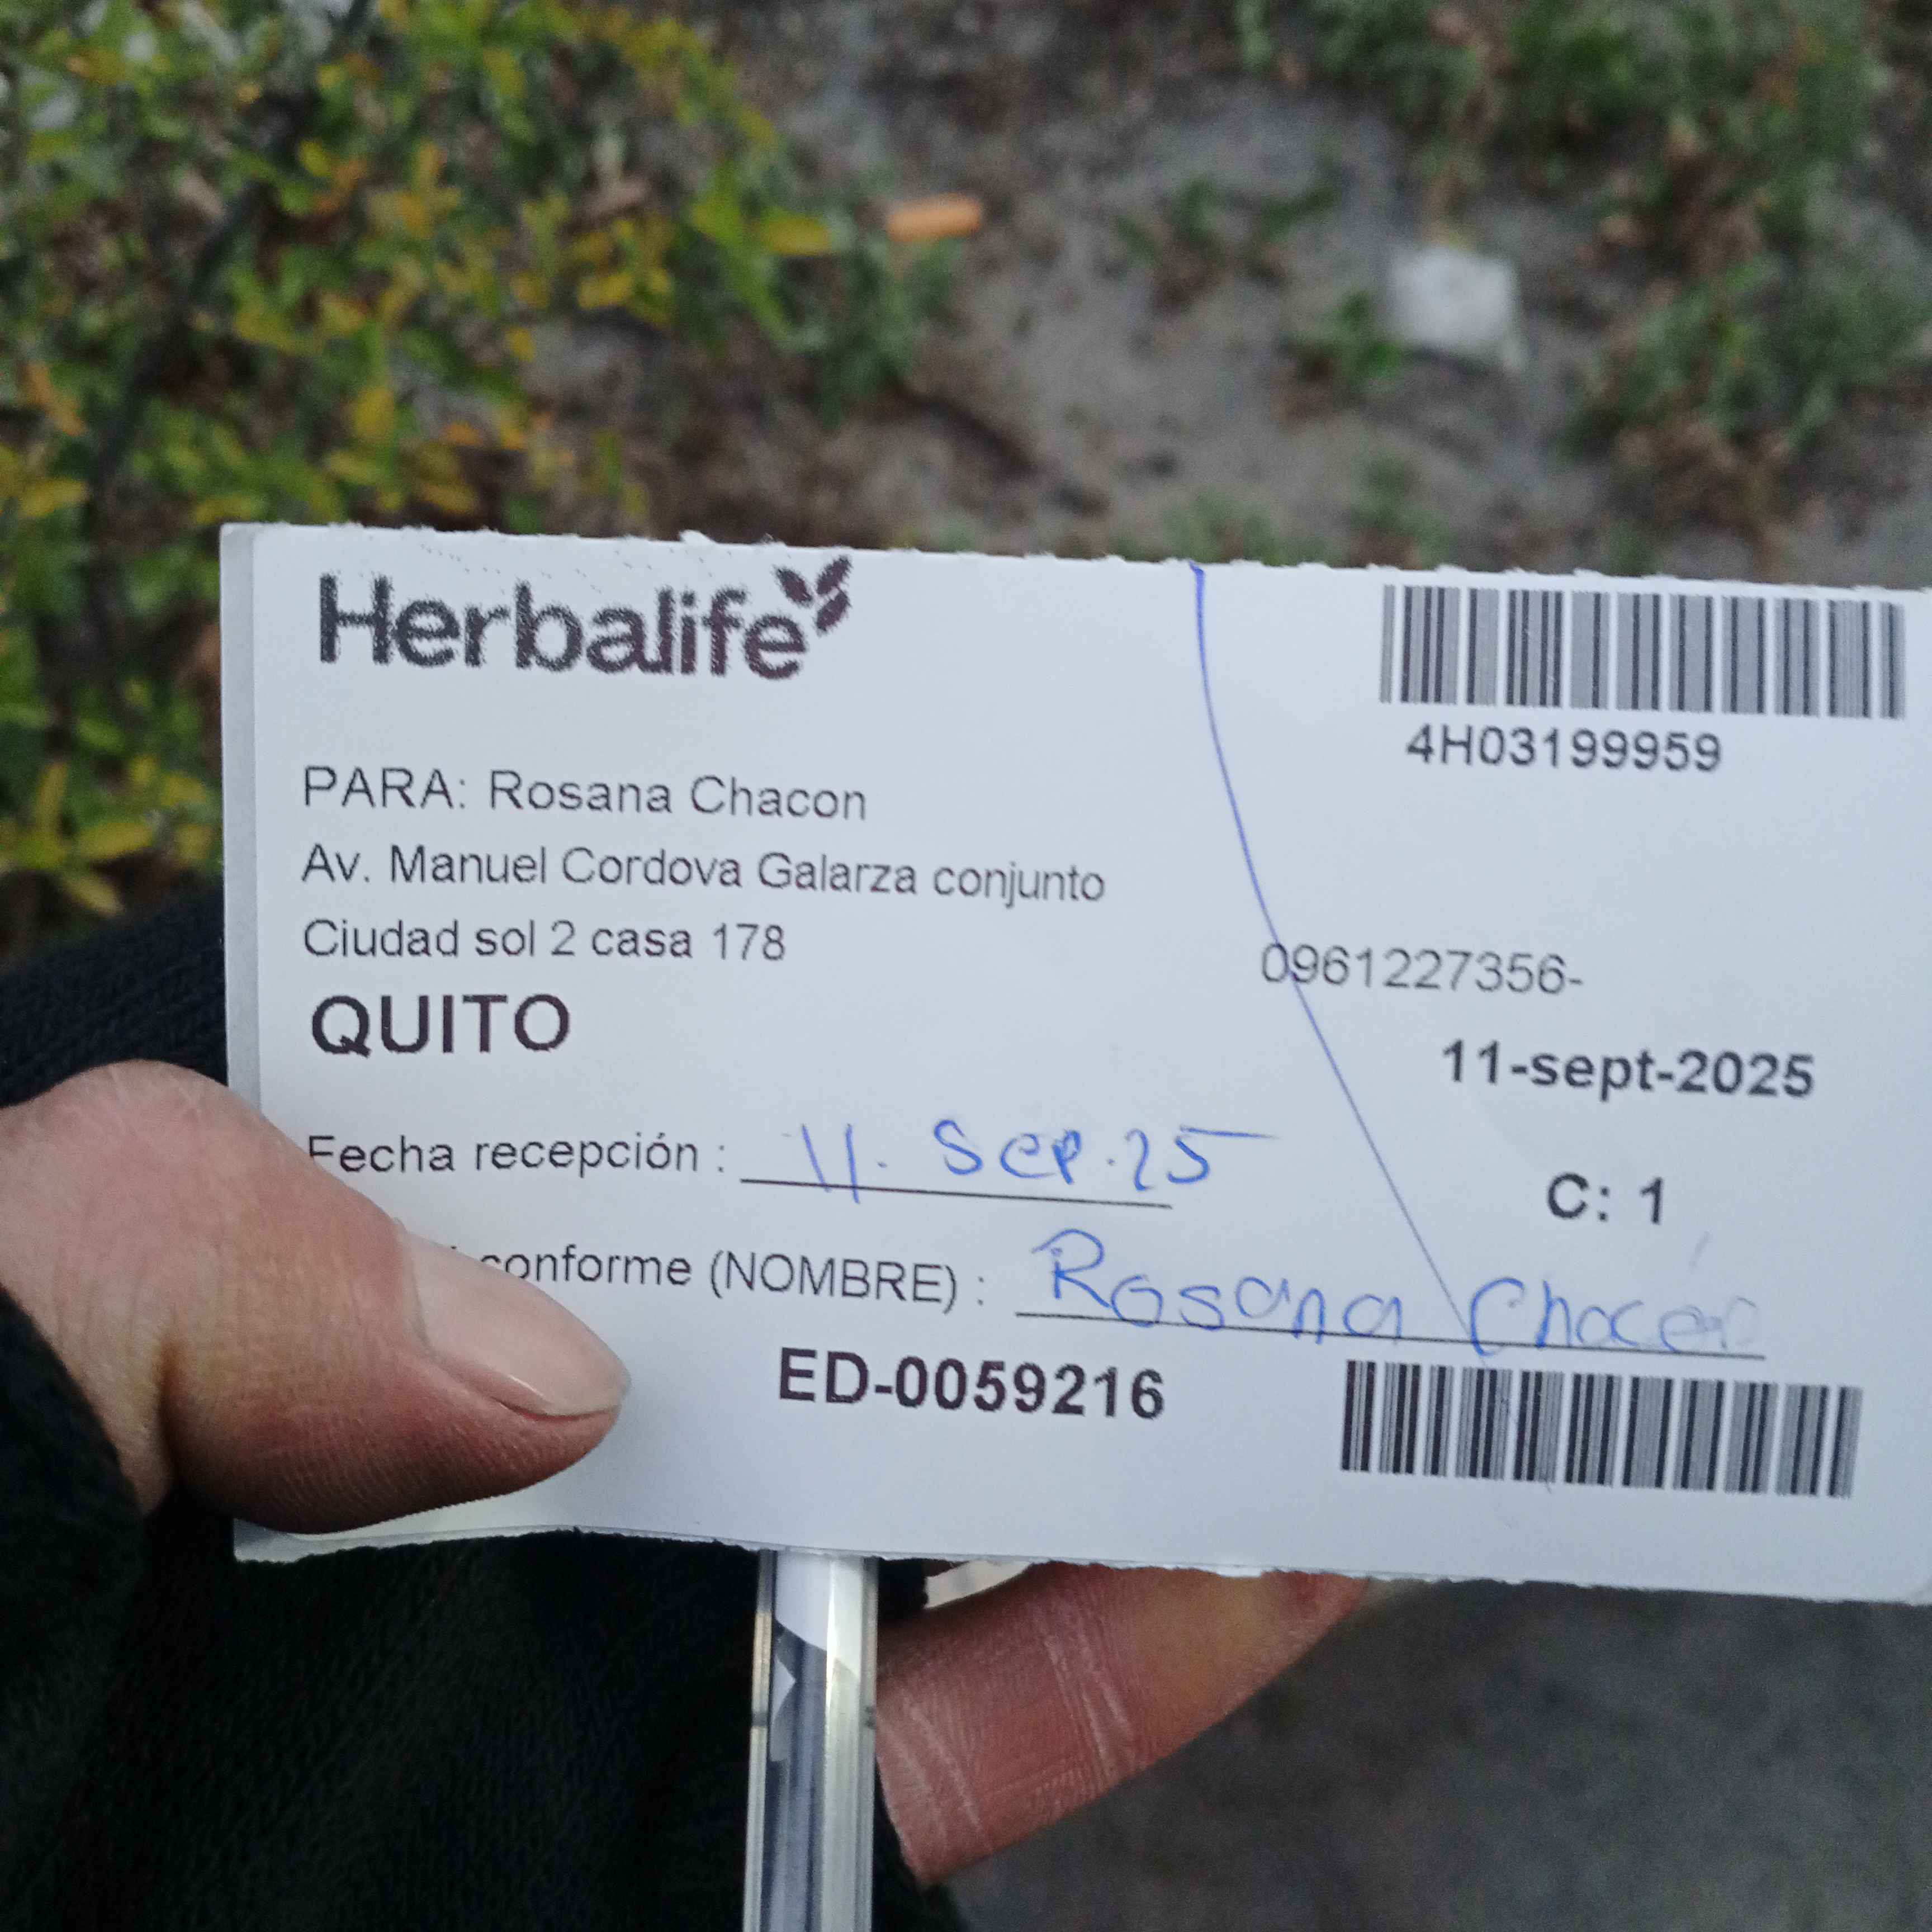 Herbalife
4H03199959
PARA: Rosana Chacon
Av. Manuel Cordova Galarza conjunto
Ciudad sol 2 casa 178
0961227356-
QUITO
11-sept-2025
Fecha recepción : 11. Sep. 25
C: 1
conforme (NOMBRE) : Rosana Chacón
ED-0059216